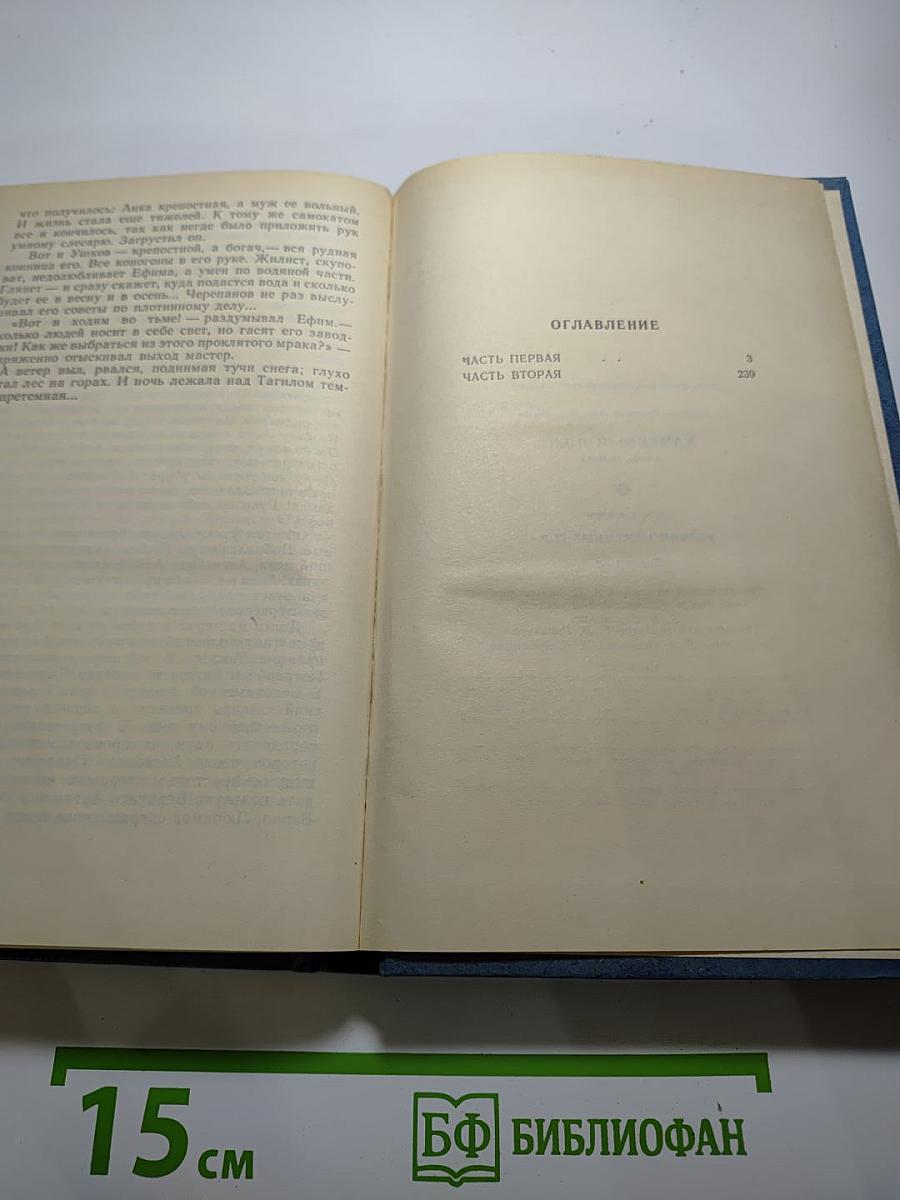 что получилось: Анка крепостная, а муж ее вольный.
И жизнь стала еще тяжелей. К тому же самокатом
все и кончилось, так как негде было приложить рук
умному слесарю. Загрустил он.
Вот и Ушков — крепостной, а богач,— вся рудная
конница его. Все коногоны в его руке. Жилист, скупо-
ват, недолюбливает Ефима, а умен по водяной части.
Глянет — и сразу скажет, куда подастся вода и сколько
будет ее в весну и в осень... Черепанов не раз выслу-
шивал его советы по плотинному делу...
«Вот и ходим во тьме! — раздумывал Ефим.—
колько людей носит в себе свет, но гасят его завод-
ки! Как же выбраться из этого проклятого мрака?» —
пряженно отыскивал выход мастер.
А ветер выл, рвался, поднимая тучи снега; глухо
тал лес на горах. И ночь лежала над Тагилом тем-
претемная...
ОГЛАВЛЕНИЕ
ЧАСТЬ ПЕРВАЯ . . 3
ЧАСТЬ ВТОРАЯ 239
15 см
БФ БИБЛИОФАН